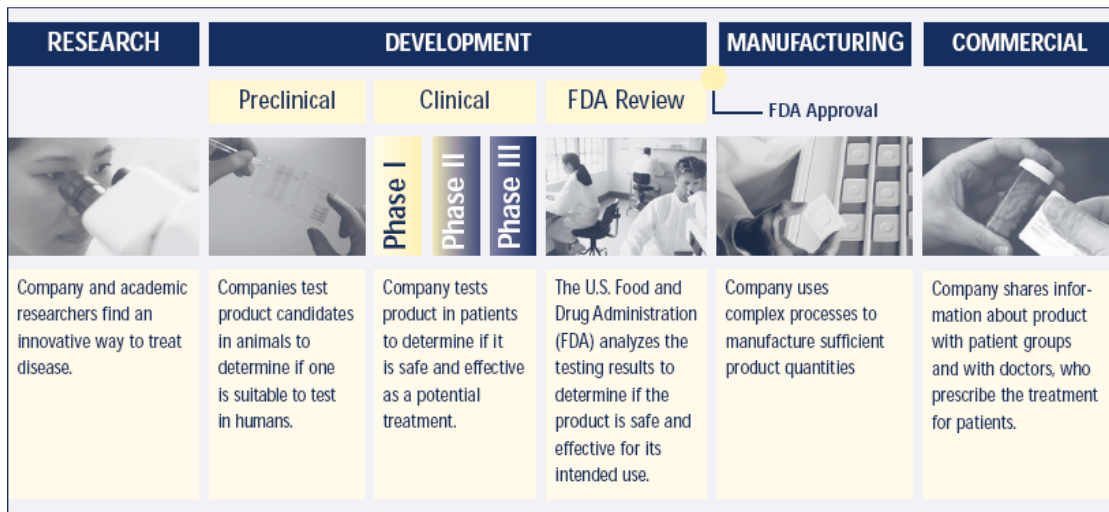 RESEARCH
DEVELOPMENT
MANUFACTURING
COMMERCIAL
Preclinical
Clinical
FDA Review
FDA Approval
Phase I
Phase II
Phase III
Company and academic
researchers find an
innovative way to treat
disease.
Companies test
product candidates
in animals to
determine if one
is suitable to test
in humans.
Company tests
product in patients
to determine if it
is safe and effective
as a potential
treatment.
The U.S. Food and
Drug Administration
(FDA) analyzes the
testing results to
determine if the
product is safe and
effective for its
intended use.
Company uses
complex processes to
manufacture sufficient
product quantities
Company shares infor-
mation about product
with patient groups
and with doctors, who
prescribe the treatment
for patients.